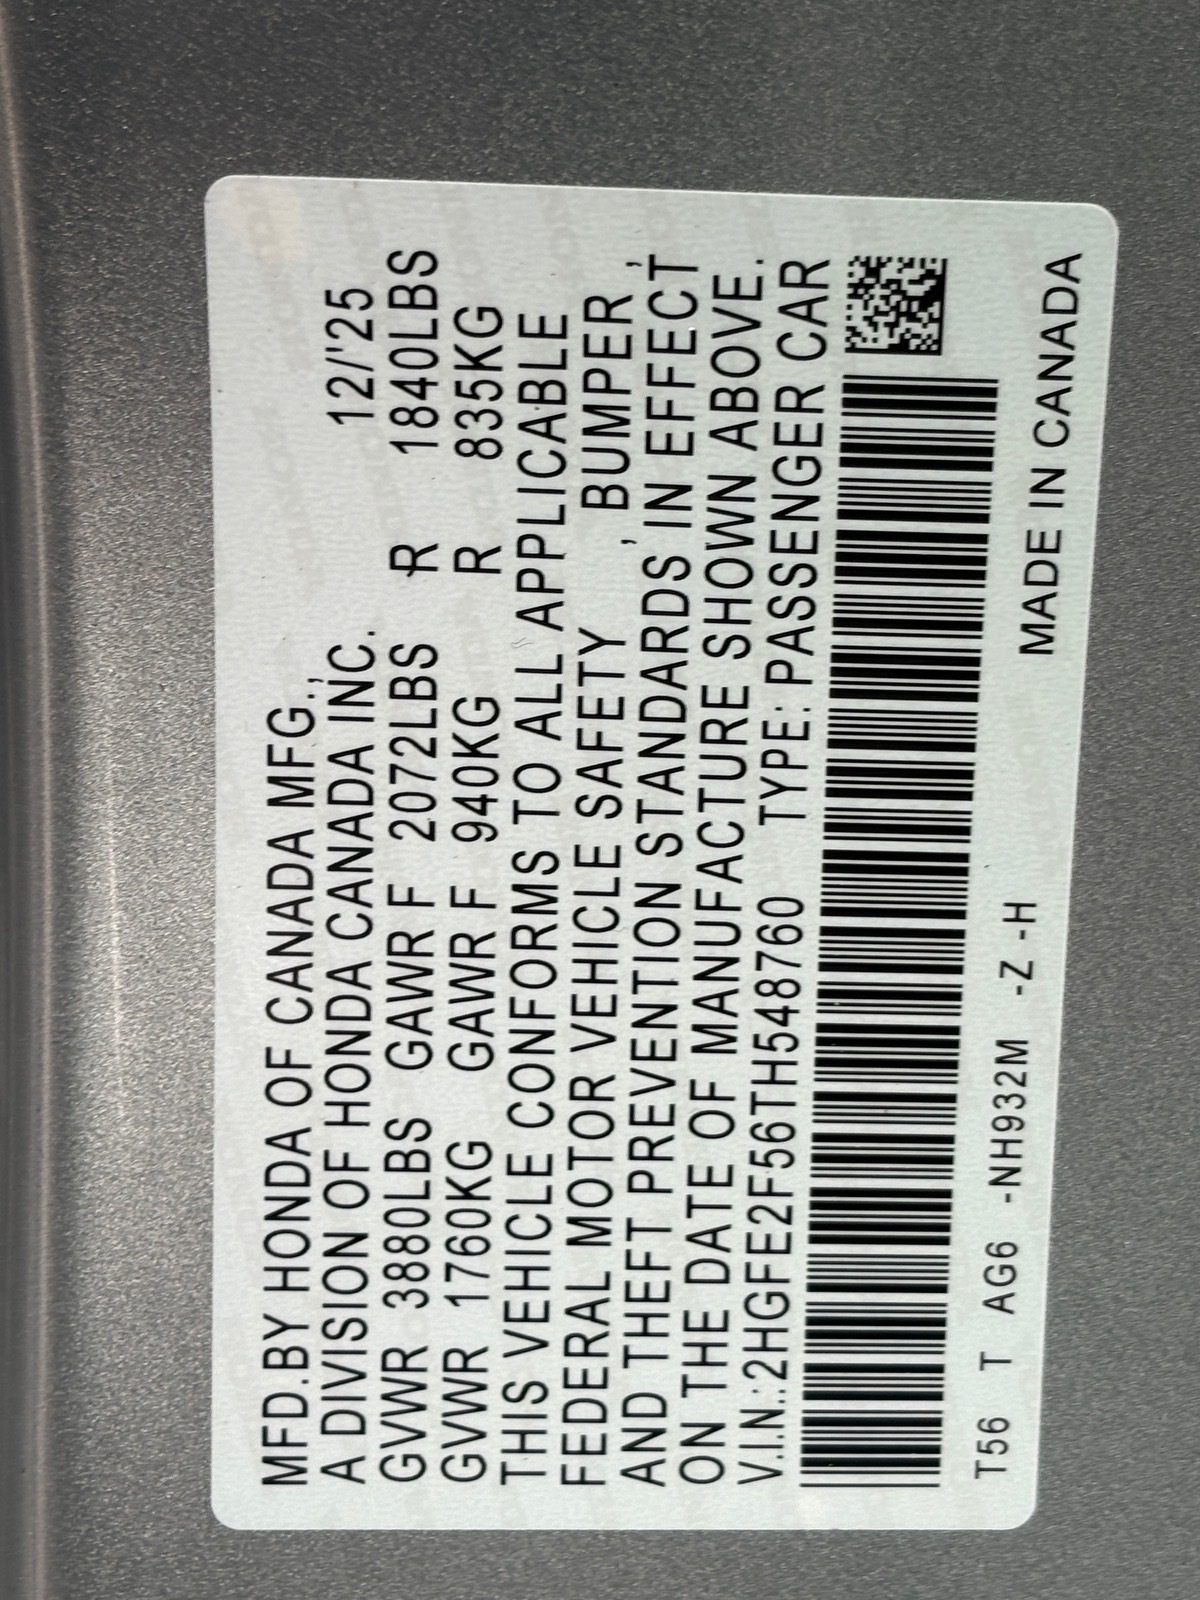 MFD.BY HONDA OF CANADA MFG.,
A DIVISION OF HONDA CANADA INC. 12/'25
GVWR 3880LBS GAWR F 2072LBS R 1840LBS
GVWR 1760KG GAWR F 940KG R 835KG
THIS VEHICLE CONFORMS TO ALL APPLICABLE
FEDERAL MOTOR VEHICLE SAFETY , BUMPER ,
AND THEFT PREVENTION STANDARDS IN EFFECT
ON THE DATE OF MANUFACTURE SHOWN ABOVE.
V.I.N.:2HGFE2F56TH548760 TYPE: PASSENGER CAR
T56 T AG6 -NH932M -Z -H MADE IN CANADA